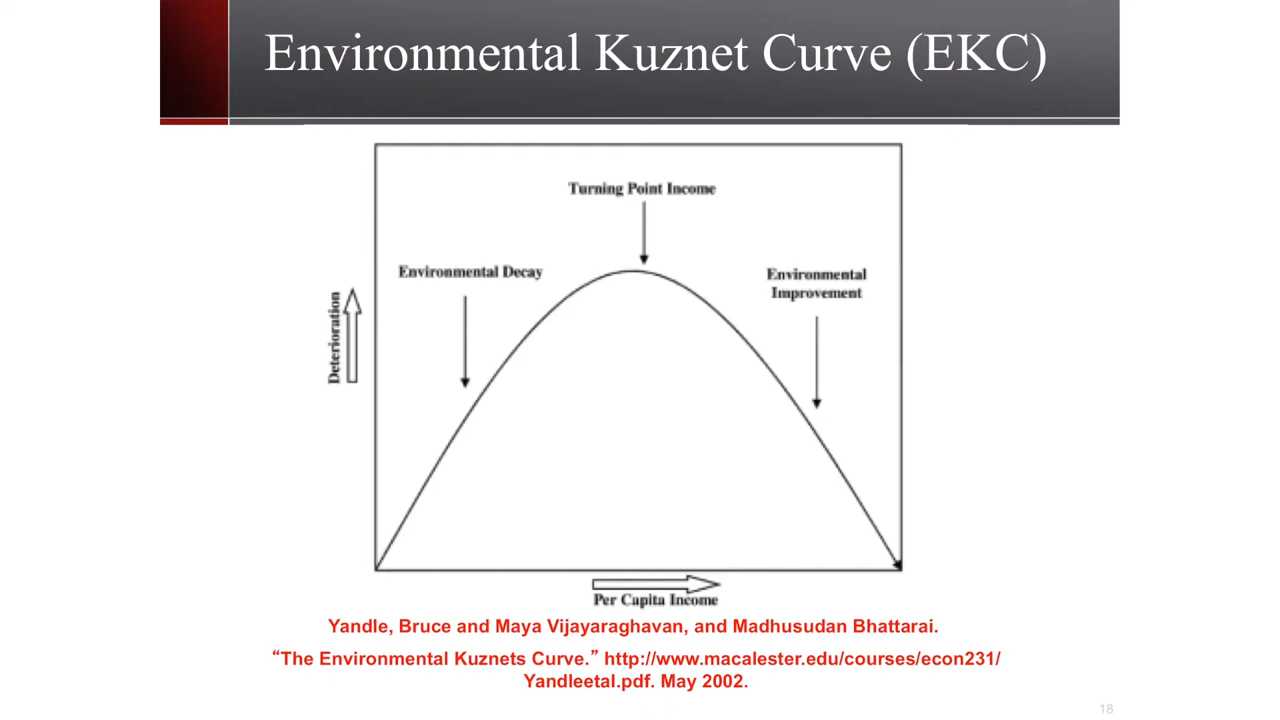 Environmental Kuznet Curve (EKC)
Turning Point Income
Environmental Decay
Environmental
Improvement
Deterioration
Per Capita Income
Yandle, Bruce and Maya Vijayaraghavan, and Madhusudan Bhattarai.
“The Environmental Kuznets Curve.” http://www.macalester.edu/courses/econ231/
Yandleetal.pdf. May 2002.
18